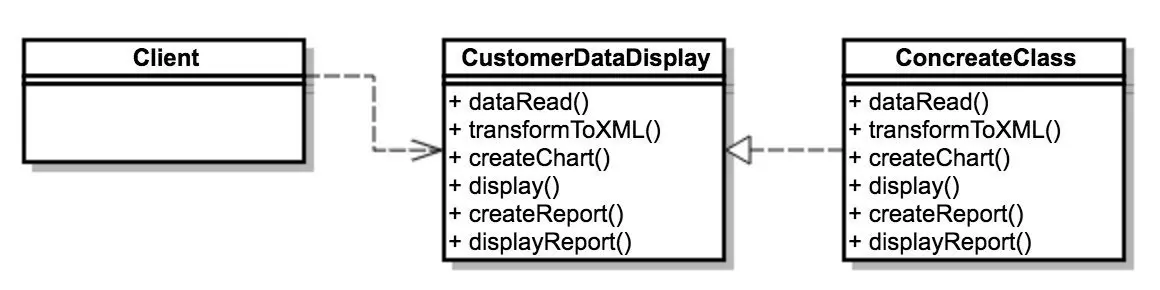 Client
CustomerDataDisplay
+ dataRead()
+ transformToXML()
+ createChart()
+ display()
+ createReport()
+ displayReport()
ConcreateClass
+ dataRead()
+ transformToXML()
+ createChart()
+ display()
+ createReport()
+ displayReport()